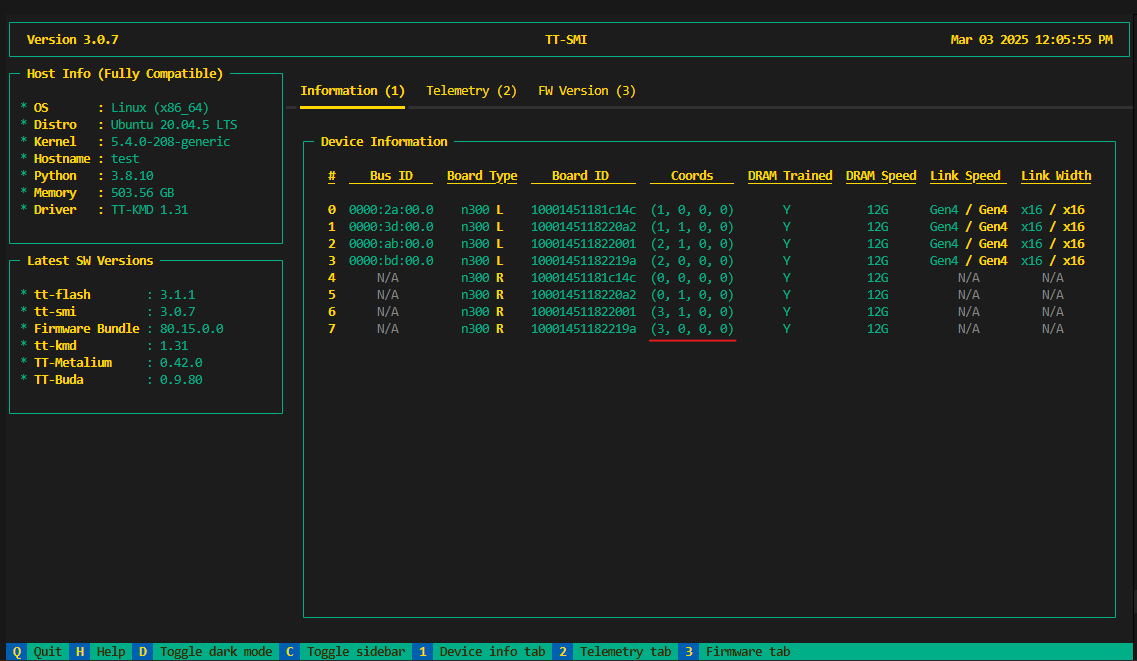 Version 3.0.7 TT-SMI Mar 03 2025 12:05:55 PM
Host Info (Fully Compatible)
* OS : Linux (x86_64)
* Distro : Ubuntu 20.04.5 LTS
* Kernel : 5.4.0-208-generic
* Hostname : test
* Python : 3.8.10
* Memory : 503.56 GB
* Driver : TT-KMD 1.31
Latest SW Versions
* tt-flash : 3.1.1
* tt-smi : 3.0.7
* Firmware Bundle : 80.15.0.0
* tt-kmd : 1.31
* TT-Metalium : 0.42.0
* TT-Buda : 0.9.80
Information (1) Telemetry (2) FW Version (3)
Device Information
# Bus ID Board Type Board ID Coords DRAM Trained DRAM Speed Link Speed Link Width
0 0000:2a:00.0 n300 L 10001451181c14c (1, 0, 0, 0) Y 12G Gen4 / Gen4 x16 / x16
1 0000:3d:00.0 n300 L 1000145118220a2 (1, 1, 0, 0) Y 12G Gen4 / Gen4 x16 / x16
2 0000:ab:00.0 n300 L 100014511822001 (2, 1, 0, 0) Y 12G Gen4 / Gen4 x16 / x16
3 0000:bd:00.0 n300 L 10001451182219a (2, 0, 0, 0) Y 12G Gen4 / Gen4 x16 / x16
4 N/A n300 R 10001451181c14c (0, 0, 0, 0) Y 12G N/A N/A
5 N/A n300 R 1000145118220a2 (0, 1, 0, 0) Y 12G N/A N/A
6 N/A n300 R 100014511822001 (3, 1, 0, 0) Y 12G N/A N/A
7 N/A n300 R 10001451182219a (3, 0, 0, 0) Y 12G N/A N/A
Q Quit H Help D Toggle dark mode C Toggle sidebar 1 Device info tab 2 Telemetry tab 3 Firmware tab